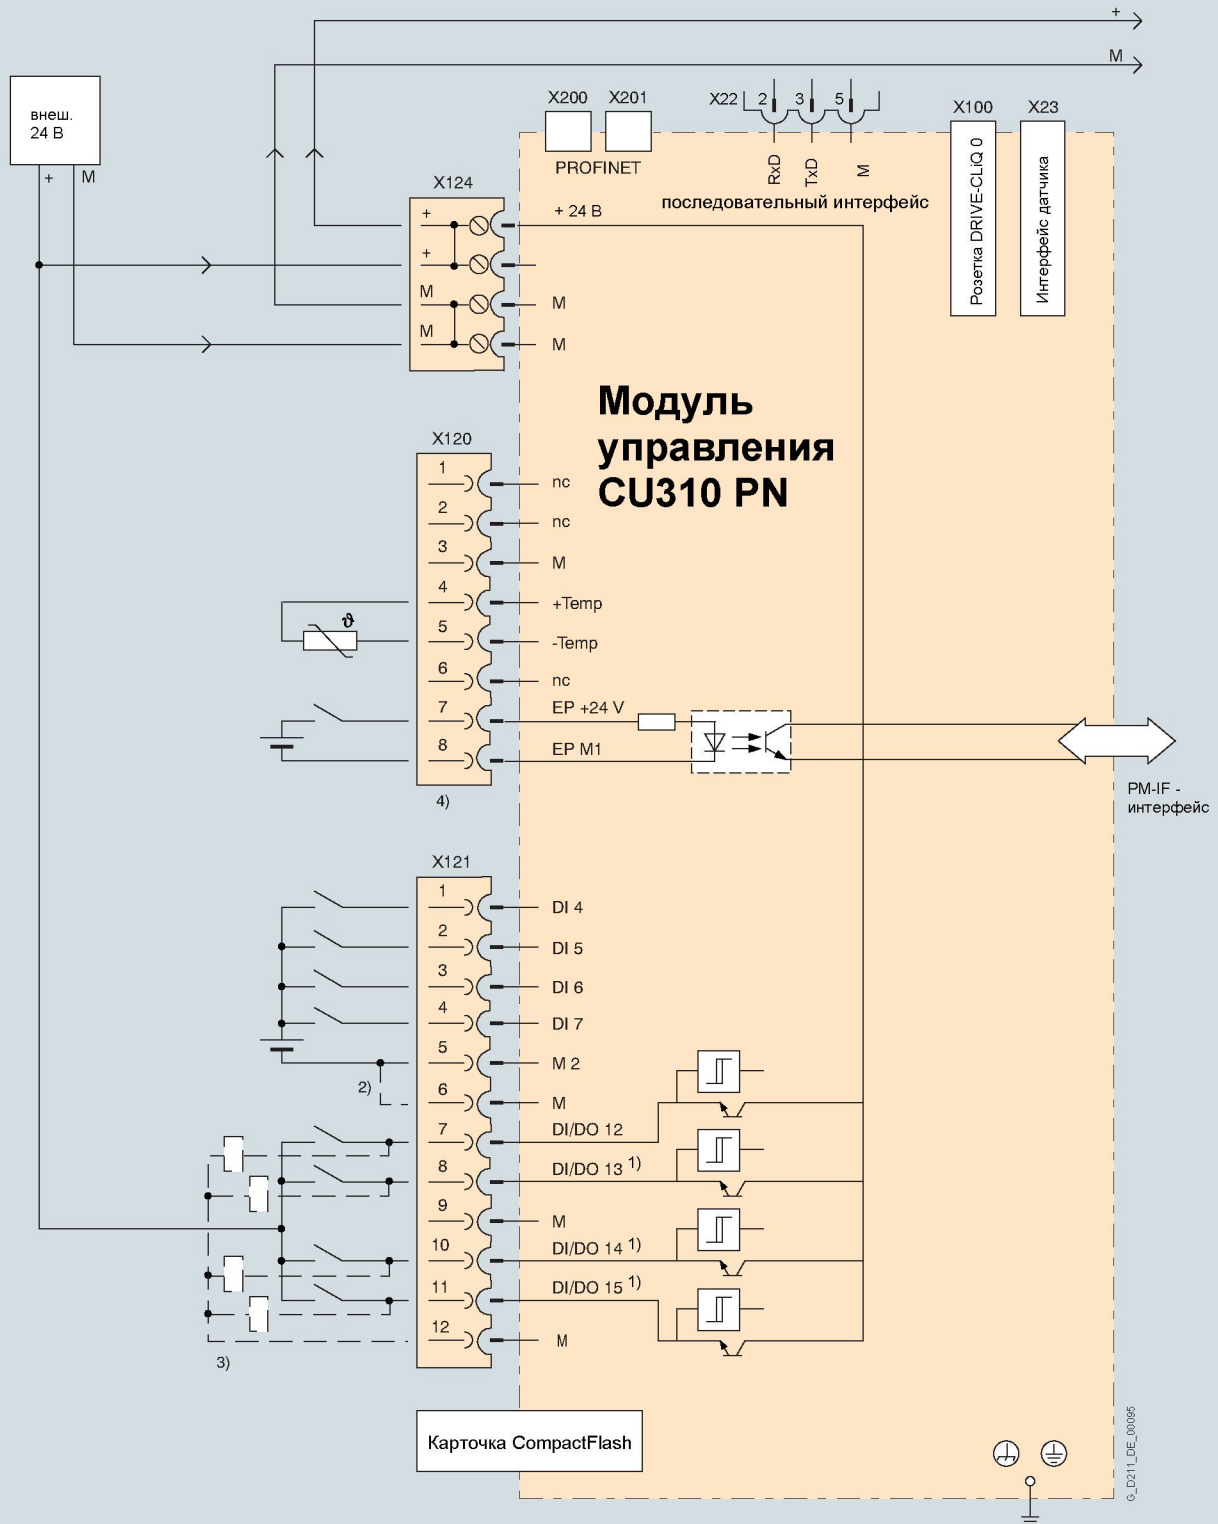 +
M
внеш.
24 В
+
M
X200
X201
PROFINET
X22
2
3
5
RxD
TxD
M
последовательный интерфейс
X100
Розетка DRIVE-CLiQ 0
X23
Интерфейс датчика
X124
+
+ 24 В
+
M
M
M
M
Модуль
управления
CU310 PN
X120
1
nc
2
nc
3
M
4
+Temp
ϑ
5
-Temp
6
nc
7
EP +24 V
8
EP M1
4)
PM-IF -
интерфейс
X121
1
DI 4
2
DI 5
3
DI 6
4
DI 7
5
M 2
2)
6
M
7
DI/DO 12
8
DI/DO 13 1)
9
M
10
DI/DO 14 1)
11
DI/DO 15 1)
12
M
3)
Карточка CompactFlash
G_D211_DE_00095